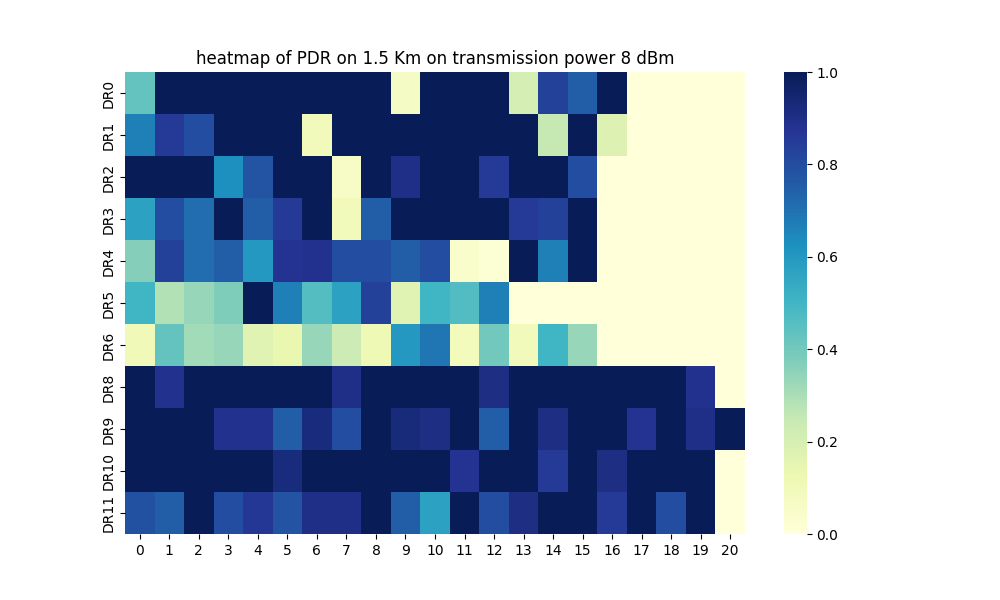 heatmap of PDR on 1.5 Km on transmission power 8 dBm
DR0
DR1
DR2
DR3
DR4
DR5
DR6
DR8
DR9
DR10
DR11
0 1 2 3 4 5 6 7 8 9 10 11 12 13 14 15 16 17 18 19 20
1.0
0.8
0.6
0.4
0.2
0.0